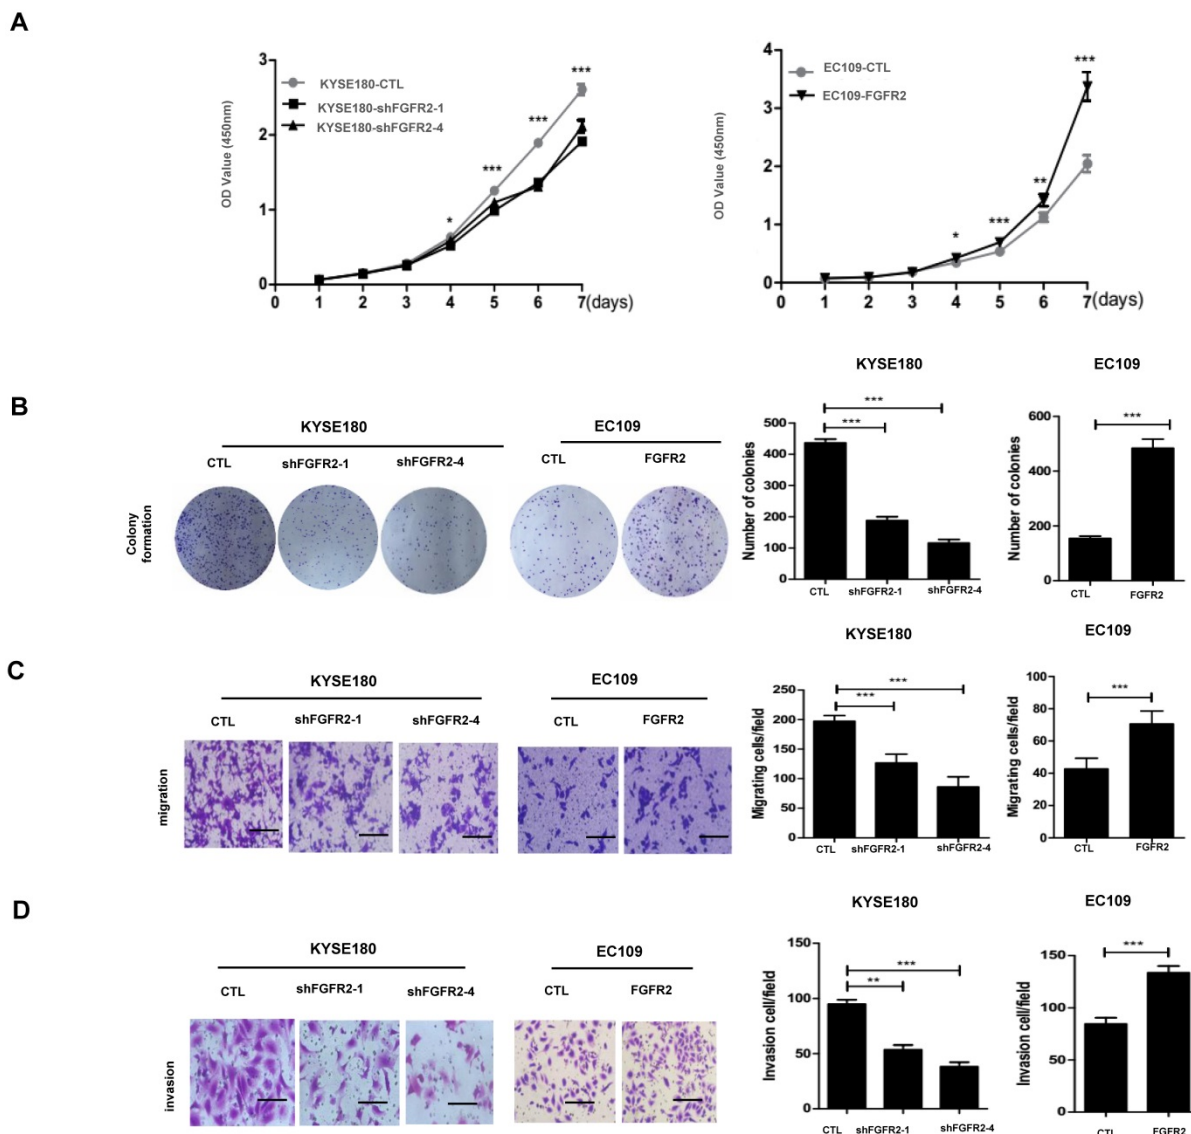 A
3
2
1
0
OD Value (450nm)
KYSE180-CTL
KYSE180-shFGFR2-1
KYSE180-shFGFR2-4
*
***
***
***
0 1 2 3 4 5 6 7(days)
4
3
2
1
0
OD Value (450nm)
EC109-CTL
EC109-FGFR2
*
***
**
***
0 1 2 3 4 5 6 7(days)
B
Colony
formation
KYSE180
CTL shFGFR2-1 shFGFR2-4
EC109
CTL FGFR2
KYSE180
Number of colonies
500
400
300
200
100
0
***
***
CTL shFGFR2-1 shFGFR2-4
EC109
Number of colonies
600
400
200
0
***
CTL FGFR2
C
migration
KYSE180
CTL shFGFR2-1 shFGFR2-4
EC109
CTL FGFR2
KYSE180
Migrating cells/field
250
200
150
100
50
0
***
***
CTL shFGFR2-1 shFGFR2-4
EC109
Migrating cells/field
100
80
60
40
20
0
***
CTL FGFR2
D
invasion
KYSE180
CTL shFGFR2-1 shFGFR2-4
EC109
CTL FGFR2
KYSE180
Invasion cell/field
150
100
50
0
***
**
CTL shFGFR2-1 shFGFR2-4
EC109
Invasion cell/field
150
100
50
0
***
CTL FGFR2